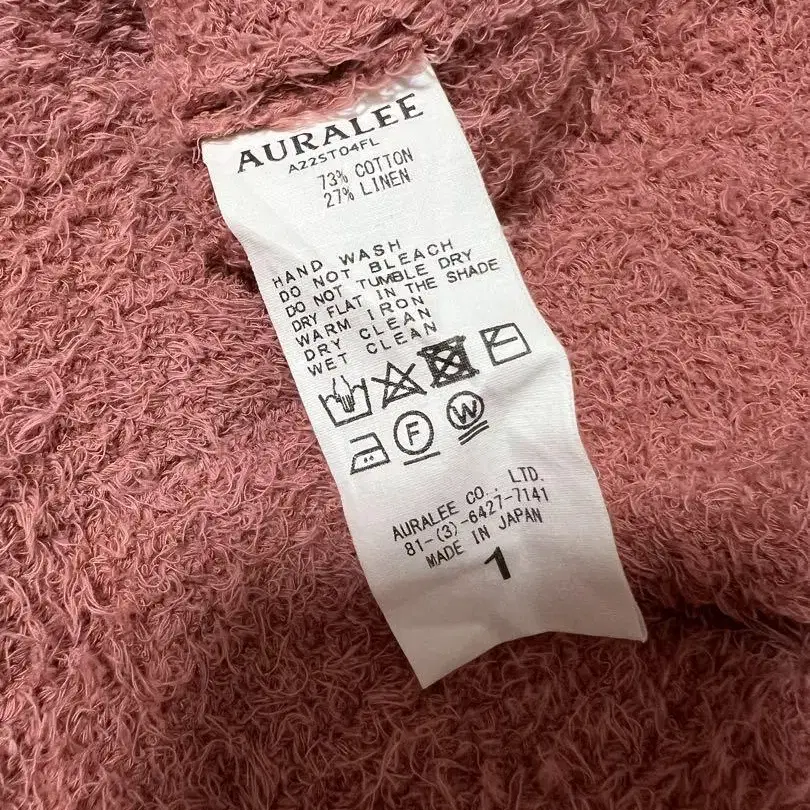 AURALEE
A22ST04FL
73% COTTON
27% LINEN
HAND WASH
DO NOT BLEACH
DO NOT TUMBLE DRY
DRY FLAT IN THE SHADE
WARM IRON
DRY CLEAN
WET CLEAN
F
W
AURALEE CO., LTD.
81-(3)-6427-7141
MADE IN JAPAN
1